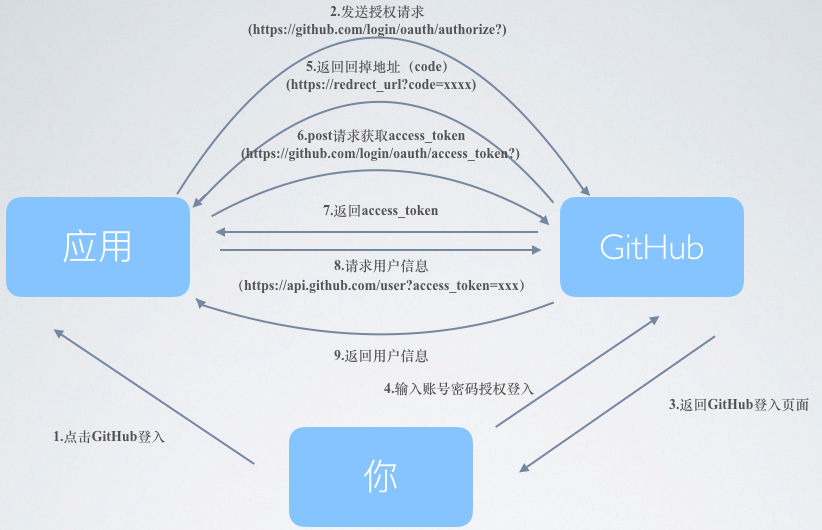 2.发送授权请求
(https://github.com/login/oauth/authorize?)
5.返回回掉地址（code）
(https://redrect_url?code=xxxx)
6.post请求获取access_token
(https://github.com/login/oauth/access_token?)
7.返回access_token
应用
GitHub
8.请求用户信息
（https://api.github.com/user?access_token=xxx）
9.返回用户信息
4.输入账号密码授权登入
3.返回GitHub登入页面
1.点击GitHub登入
你